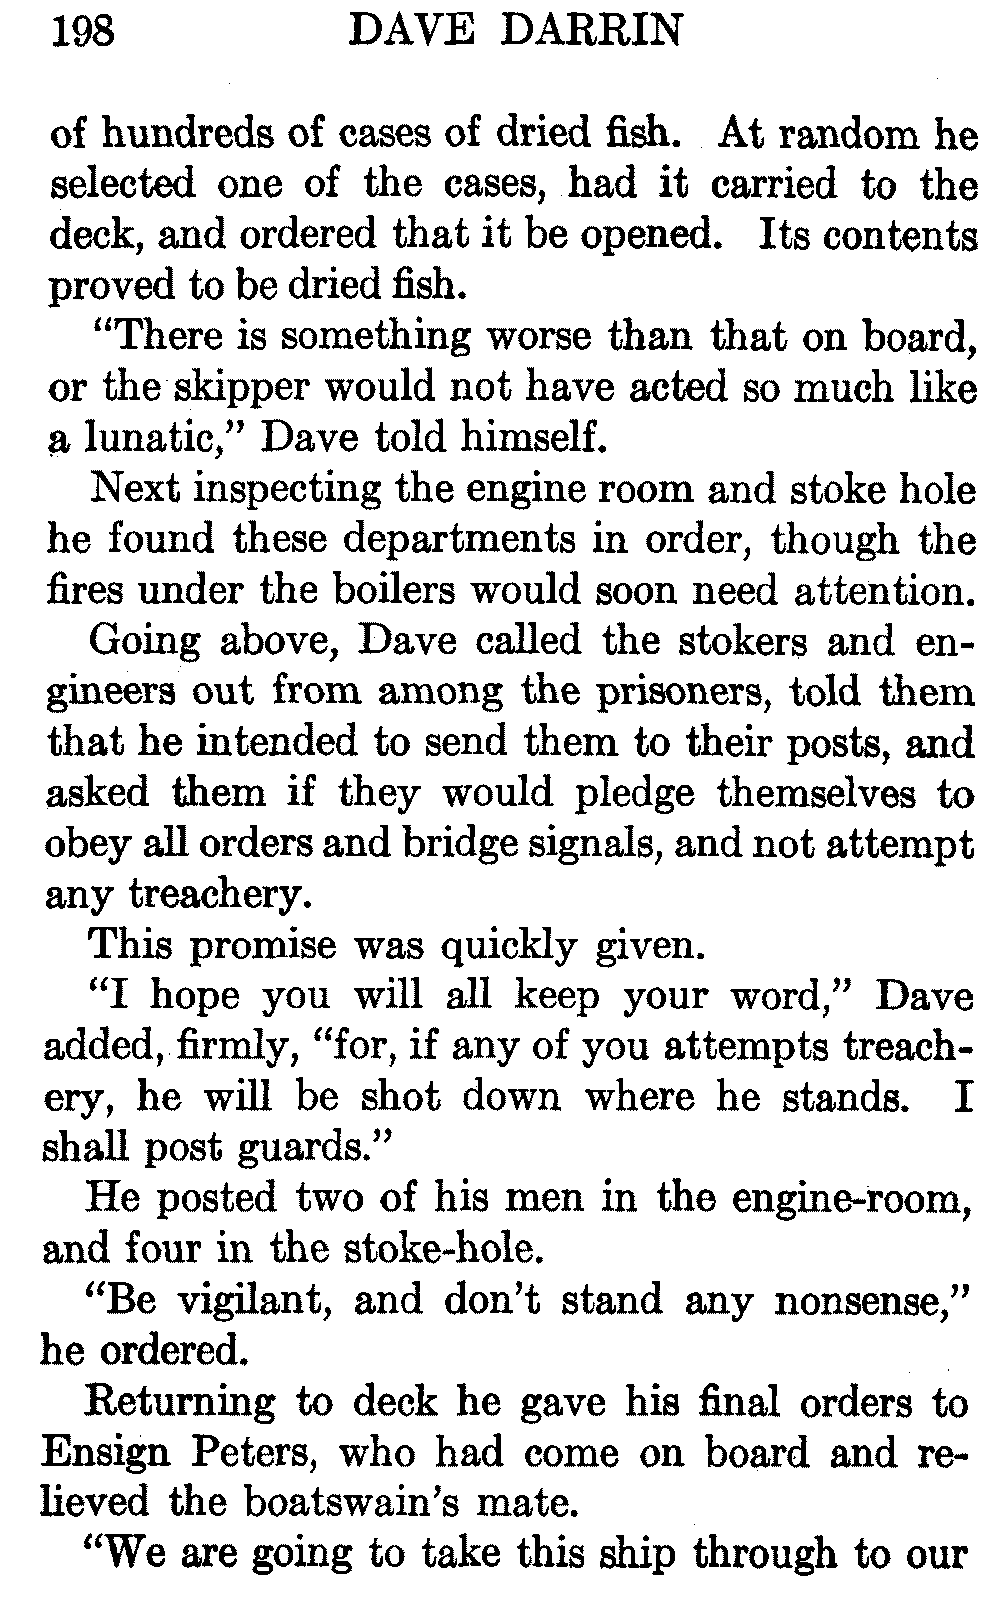 198 DAVE DARRIN
of hundreds of cases of dried fish. At random he
selected one of the cases, had it carried to the
deck, and ordered that it be opened. Its contents
proved to be dried fish.
“There is something worse than that on board,
or the skipper would not have acted so much like
a lunatic,” Dave told himself.
Next inspecting the engine room and stoke hole
he found these departments in order, though the
fires under the boilers would soon need attention.
Going above, Dave called the stokers and en-
gineers out from among the prisoners, told them
that he intended to send them to their posts, and
asked them if they would pledge themselves to
obey all orders and bridge signals, and not attempt
any treachery.
This promise was quickly given.
“I hope you will all keep your word,” Dave
added, firmly, “for, if any of you attempts treach-
ery, he will be shot down where he stands. I
shall post guards.”
He posted two of his men in the engine-room,
and four in the stoke-hole.
“Be vigilant, and don't stand any nonsense,”
he ordered.
Returning to deck he gave his final orders to
Ensign Peters, who had come on board and re-
lieved the boatswain's mate.
“We are going to take this ship through to our